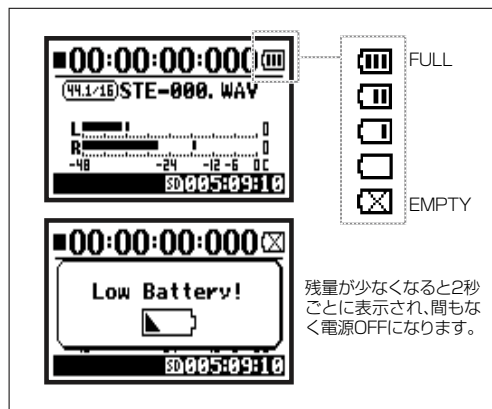 00:00:00:000
44.1/16 STE-000. WAV
L 0
R 0
-48 -24 -12 -6 0 C
SD 005:09:10
FULL
EMPTY
00:00:00:000
Low Battery!
SD 005:09:10
残量が少なくなると2秒
ごとに表示され、間もな
く電源OFFになります。